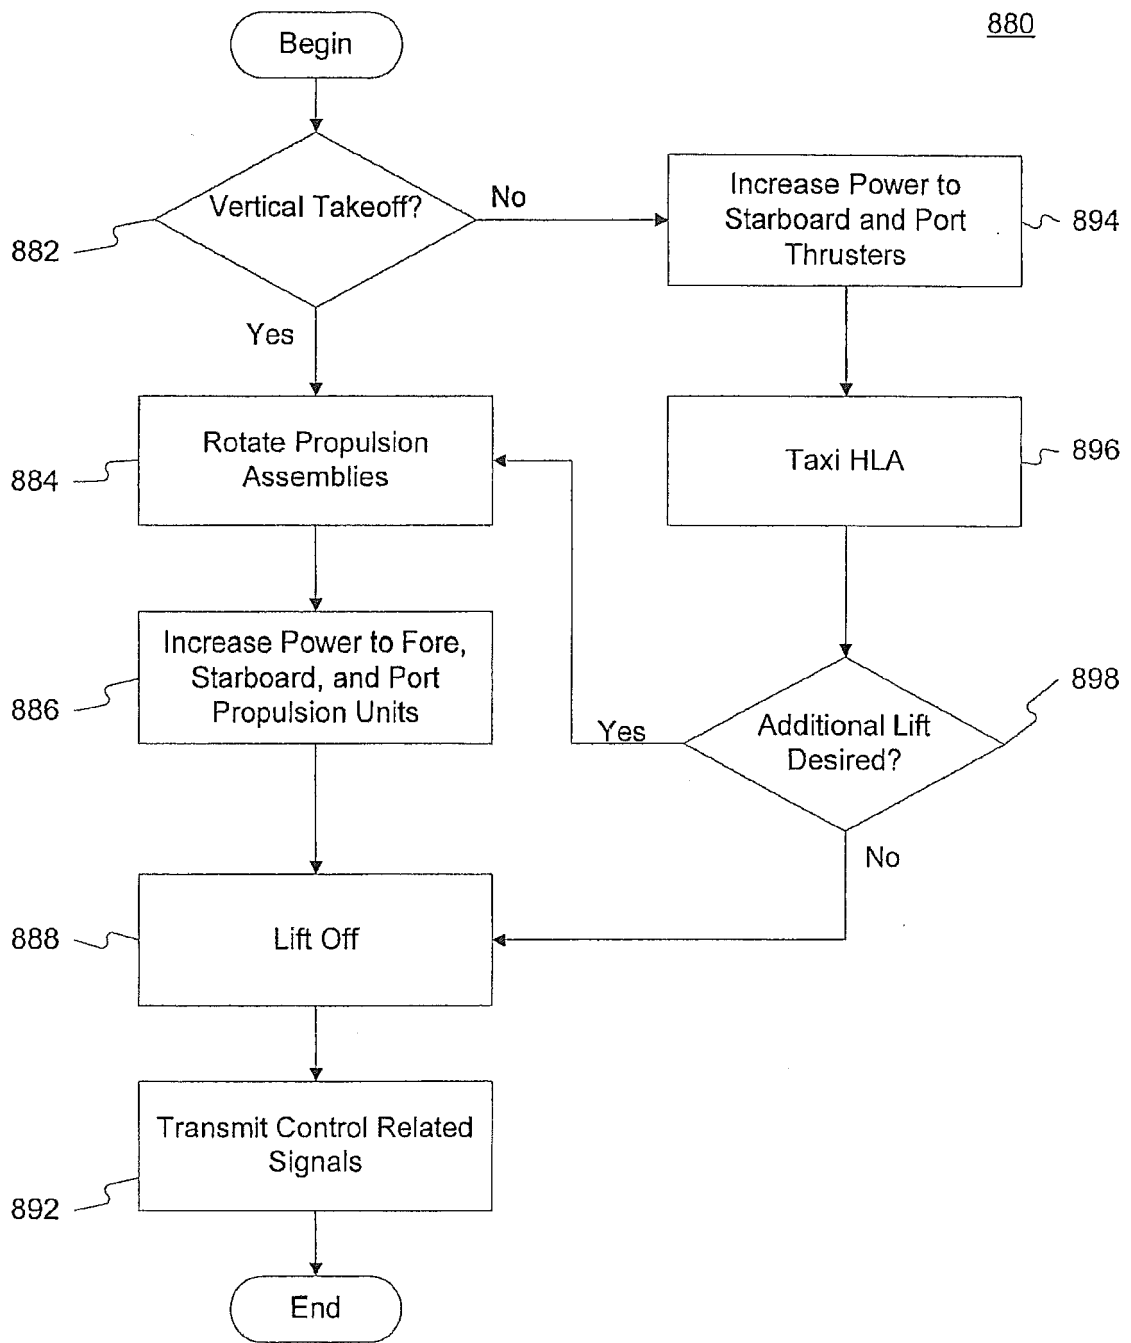 880
Begin
Vertical Takeoff?
No
882
Yes
Increase Power to
Starboard and Port
Thrusters
894
Rotate Propulsion
Assemblies
884
Taxi HLA
896
Increase Power to Fore,
Starboard, and Port
Propulsion Units
886
Additional Lift
Desired?
898
Yes
No
Lift Off
888
Transmit Control Related
Signals
892
End